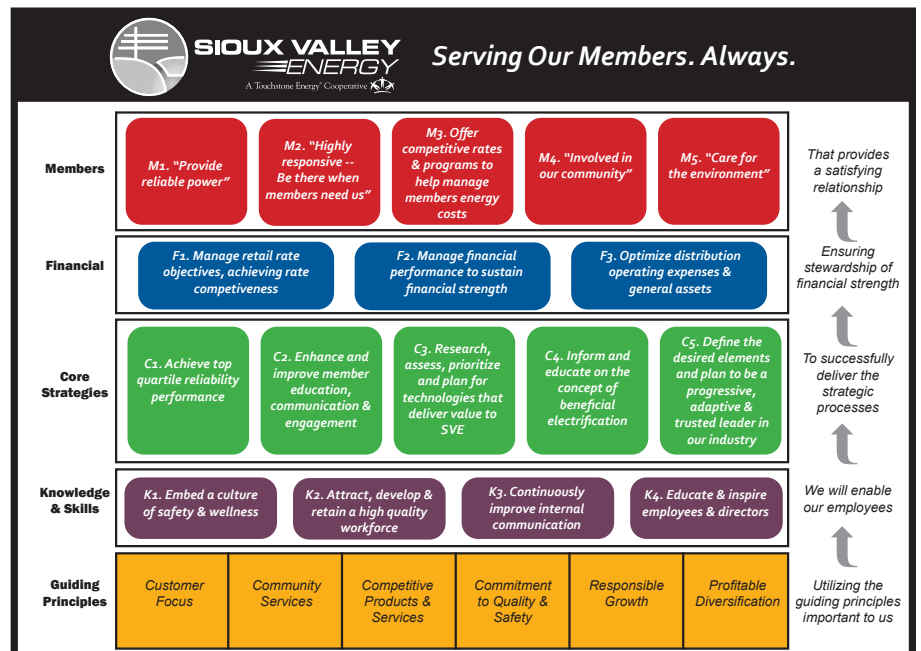 SIOUX VALLEY
ENERGY
A Touchstone Energy® Cooperative
Serving Our Members. Always.
Members
M1. “Provide
reliable power”
M2. “Highly
responsive --
Be there when
members need us”
M3. Offer
competitive rates
& programs to
help manage
members energy
costs
M4. “Involved in
our community”
M5. “Care for
the environment”
That provides
a satisfying
relationship
Financial
F1. Manage retail rate
objectives, achieving rate
competiveness
F2. Manage financial
performance to sustain
financial strength
F3. Optimize distribution
operating expenses &
general assets
Ensuring
stewardship of
financial strength
Core
Strategies
C1. Achieve top
quartile reliability
performance
C2. Enhance and
improve member
education,
communication &
engagement
C3. Research,
assess, prioritize
and plan for
technologies that
deliver value to
SVE
C4. Inform and
educate on the
concept of
beneficial
electrification
C5. Define the
desired elements
and plan to be a
progressive,
adaptive &
trusted leader in
our industry
To successfully
deliver the
strategic
processes
Knowledge
& Skills
K1. Embed a culture
of safety & wellness
K2. Attract, develop &
retain a high quality
workforce
K3. Continuously
improve internal
communication
K4. Educate & inspire
employees & directors
We will enable
our employees
Guiding
Principles
Customer
Focus
Community
Services
Competitive
Products &
Services
Commitment
to Quality &
Safety
Responsible
Growth
Profitable
Diversification
Utilizing the
guiding principles
important to us